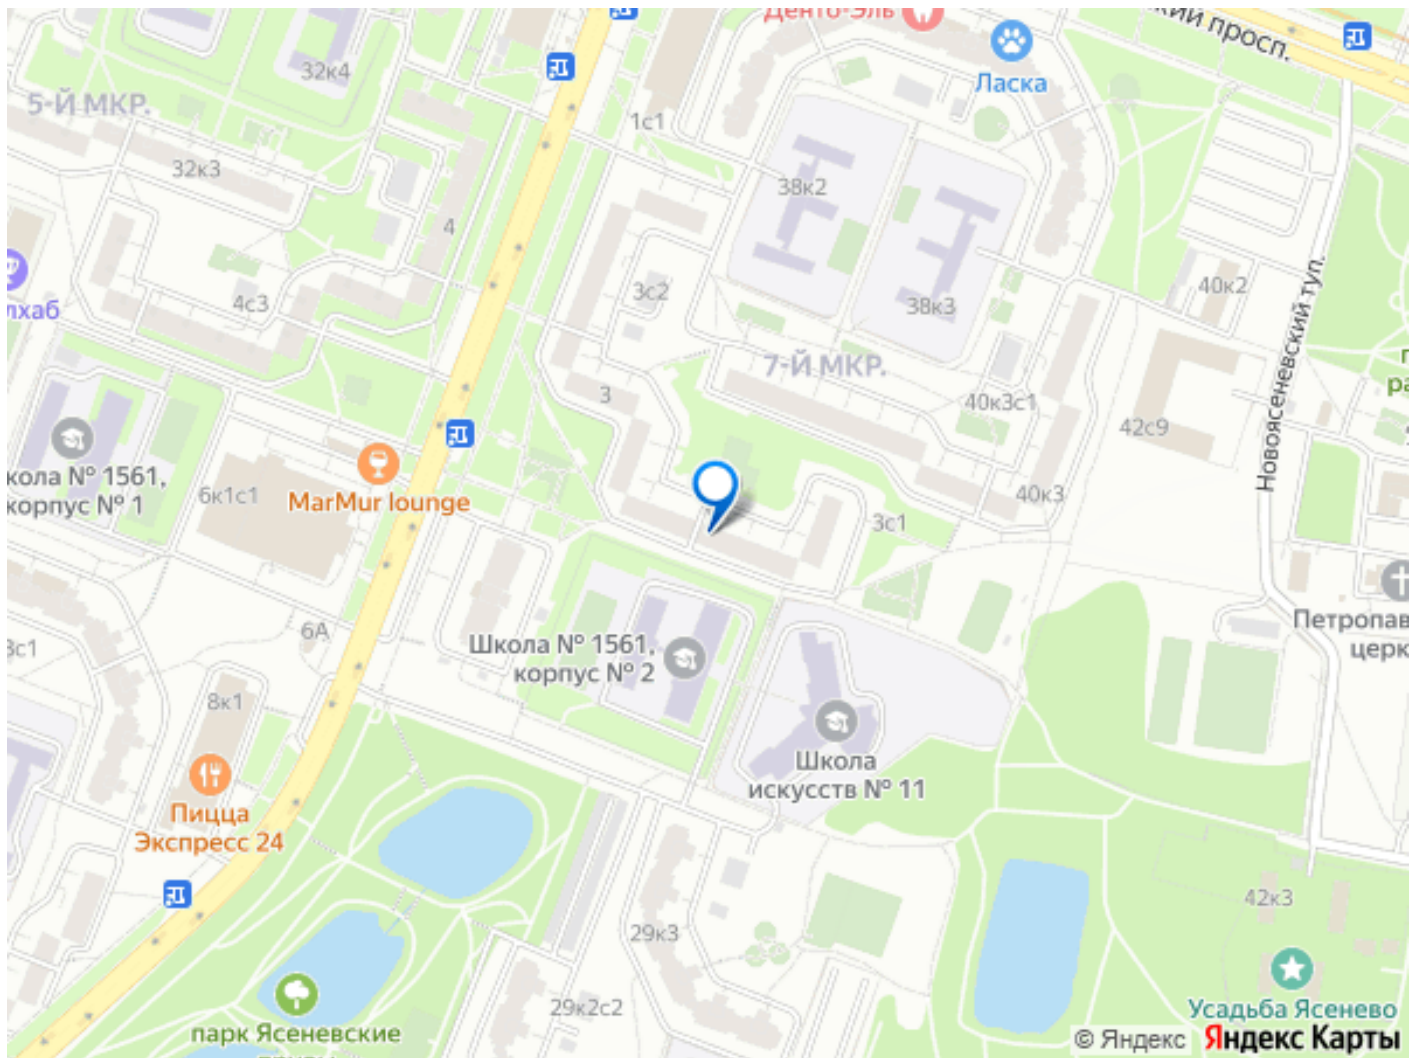 Денто-Эль
кий просп.
Ласка
32к4
5-Й МКР.
1с1
32к3
38к2
4
40к2
4с3
3с2
38к3
лхаб
Новоясеневский туп.
7-Й МКР.
3
40к3с1
42с9
кола № 1561,
корпус № 1
6к1с1
MarMur lounge
40к3
3с1
6А
Школа № 1561,
корпус № 2
Петропав
церк
3с1
8к1
Школа
искусств № 11
Пицца
Экспресс 24
42к3
29к3
29к2с2
Усадьба Ясенево
парк Ясеневские
© Яндекс Яндекс Карты